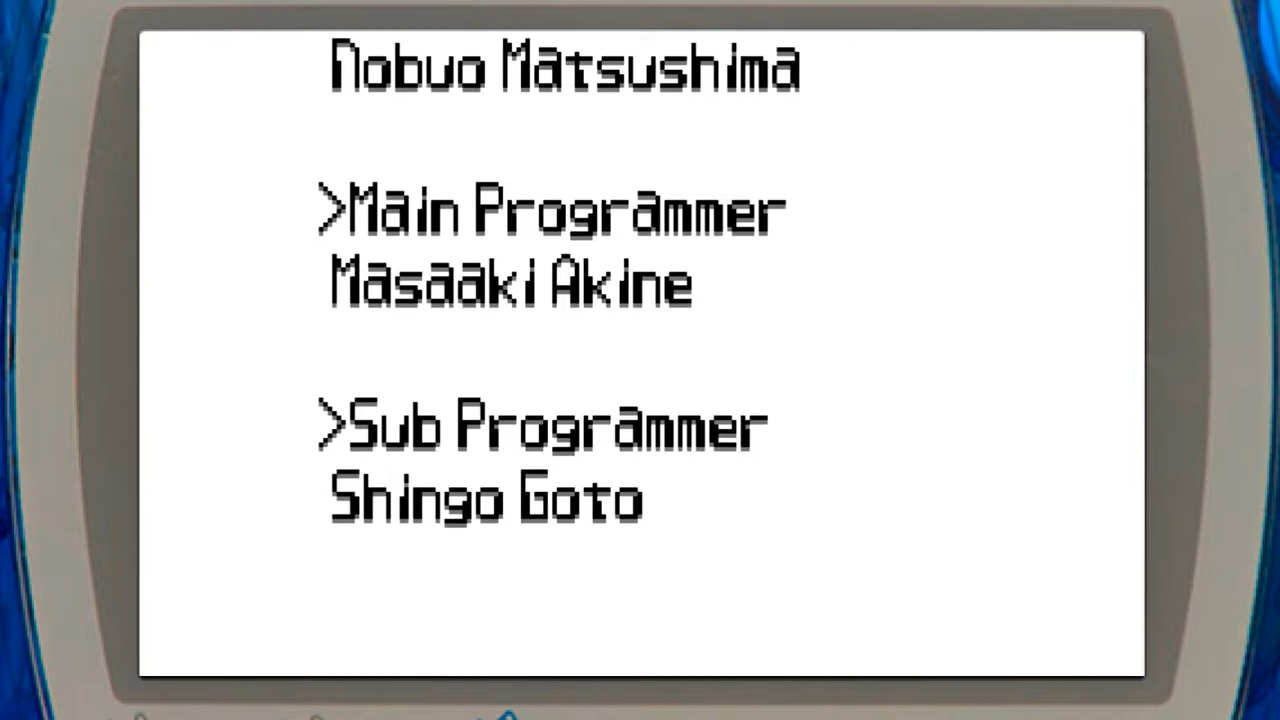 Nobuo Matsushima
>Main Programmer
Masaaki Akine
>Sub Programmer
Shingo Goto